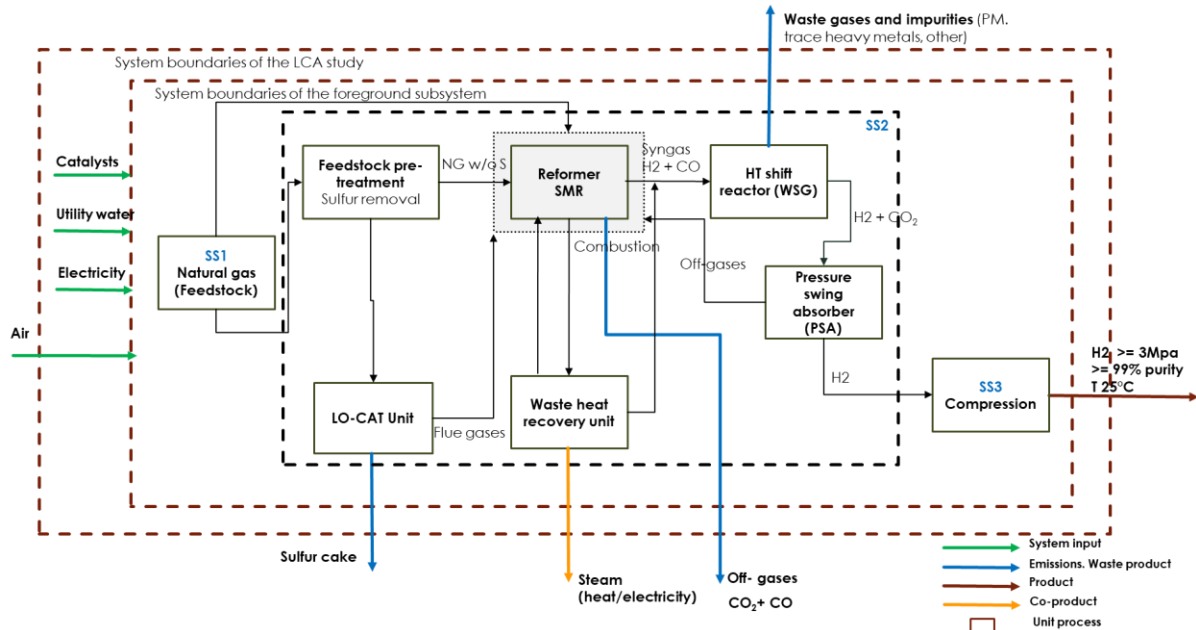 Waste gases and impurities (PM.
trace heavy metals, other)
System boundaries of the LCA study
System boundaries of the foreground subsystem
SS2
Catalysts
Utility water
Electricity
Air
SS1
Natural gas
(Feedstock)
Feedstock pre-
treatment
Sulfur removal
NG w/o S
Reformer
SMR
Syngas
H2 + CO
HT shift
reactor (WSG)
H2 + CO₂
Combustion
Off-gases
Pressure
swing
absorber
(PSA)
H2
LO-CAT Unit
Flue gases
Waste heat
recovery unit
SS3
Compression
H2 >= 3Mpa
>= 99% purity
T 25°C
Sulfur cake
Steam
(heat/electricity)
Off- gases
CO₂+ CO
System input
Emissions. Waste product
Product
Co-product
Unit process